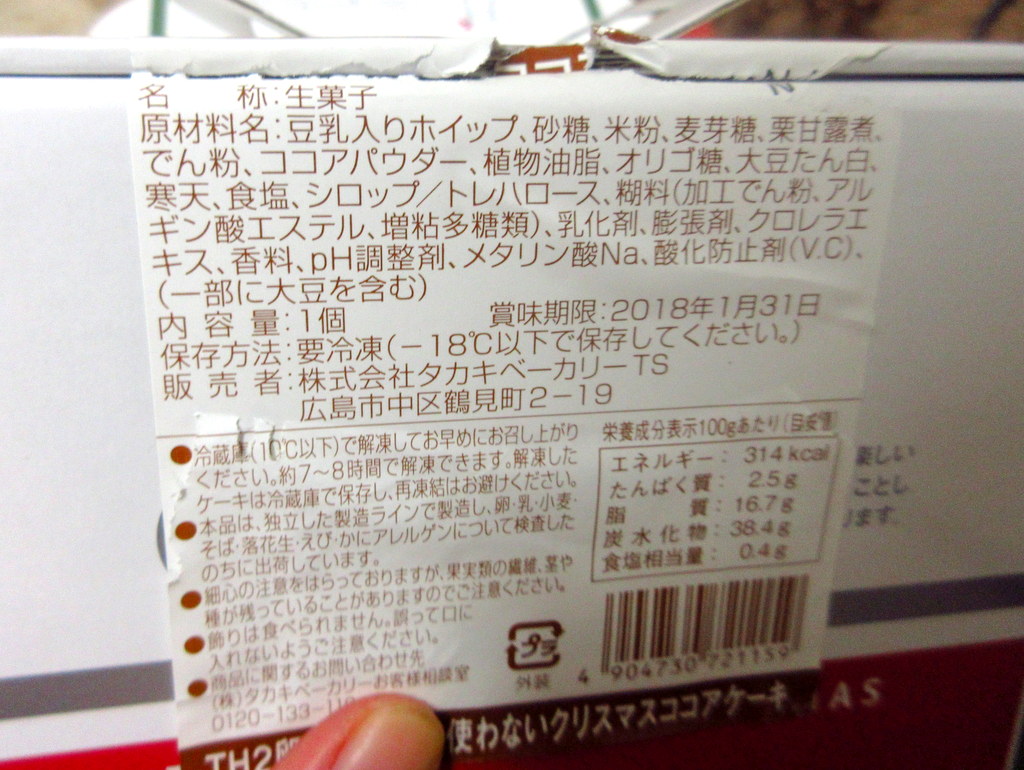 名 称:生菓子
原材料名:豆乳入りホイップ、砂糖、米粉、麦芽糖、栗甘露煮、
でん粉、ココアパウダー、植物油脂、オリゴ糖、大豆たん白、
寒天、食塩、シロップ/トレハロース、糊料(加工でん粉、アル
ギン酸エステル、増粘多糖類)、乳化剤、膨張剤、クロレラエ
キス、香料、pH調整剤、メタリン酸Na、酸化防止剤(V.C)、
(一部に大豆を含む)
内容量:1個 賞味期限:2018年1月31日
保存方法:要冷凍(-18℃以下で保存してください。)
販売者:株式会社タカキベーカリーTS
広島市中区鶴見町2-19
●冷蔵庫(10℃以下)で解凍してお早めにお召し上がり
ください。約7~8時間で解凍できます。解凍した
ケーキは冷蔵庫で保存し、再凍結はお避けください。
●本品は、独立した製造ラインで製造し、卵・乳・小麦・
そば・落花生・えび・かにアレルゲンについて検査した
のちに出荷しています。
●細心の注意をはらっておりますが、果実類の繊維、茎や
種が残っていることがありますのでご注意ください。
●飾りは食べられません。誤って口に
入れないようご注意ください。
●商品に関するお問い合わせ先
(株)タカキベーカリーお客様相談室
0120-133-11
栄養成分表示100gあたり(目安値)
エネルギー: 314kcal
たんぱく質: 2.5g
脂質: 16.7g
炭水化物: 38.4g
食塩相当量: 0.4g
プラ
外装
4 904730 721159
TH2 使わないクリスマスココアケーキ
AS
楽しい
ことし
ます。